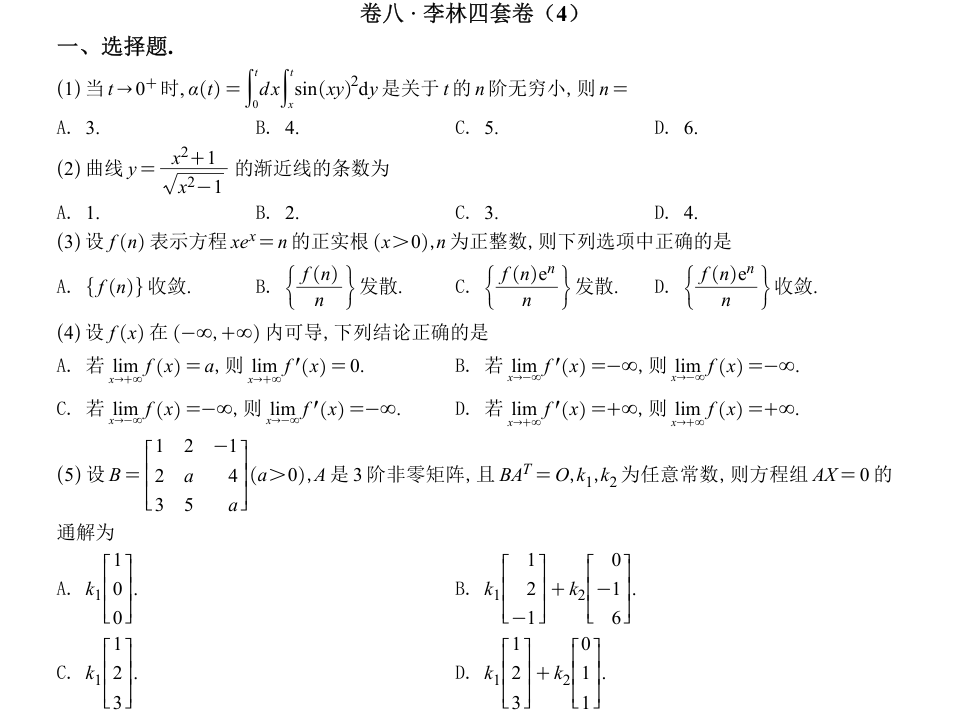 卷八 · 李林四套卷（4）
一、选择题.
(1) 当 t→0⁺ 时, α(t) = ∫₀ᵗ dx ∫ₓᵗ sin(xy)²dy 是关于 t 的 n 阶无穷小, 则 n =
A. 3. B. 4. C. 5. D. 6.
(2) 曲线 y = (x²+1)/√(x²−1) 的渐近线的条数为
A. 1. B. 2. C. 3. D. 4.
(3) 设 f(n) 表示方程 xeˣ = n 的正实根 (x>0), n 为正整数, 则下列选项中正确的是
A. {f(n)} 收敛. B. {f(n)/n} 发散. C. {f(n)eⁿ/n} 发散. D. {f(n)eⁿ/n} 收敛.
(4) 设 f(x) 在 (−∞, +∞) 内可导, 下列结论正确的是
A. 若 lim_{x→+∞} f(x) = a, 则 lim_{x→+∞} f′(x) = 0. B. 若 lim_{x→−∞} f′(x) = −∞, 则 lim_{x→−∞} f(x) = −∞.
C. 若 lim_{x→−∞} f(x) = −∞, 则 lim_{x→−∞} f′(x) = −∞. D. 若 lim_{x→+∞} f′(x) = +∞, 则 lim_{x→+∞} f(x) = +∞.
(5) 设 B = [1 2 −1; 2 a 4; 3 5 a] (a>0), A 是 3 阶非零矩阵, 且 BAᵀ = O, k₁, k₂ 为任意常数, 则方程组 AX = 0 的
通解为
A. k₁[1; 0; 0]. B. k₁[1; 2; −1] + k₂[0; −1; 6].
C. k₁[1; 2; 3]. D. k₁[1; 2; 3] + k₂[0; 1; 1].